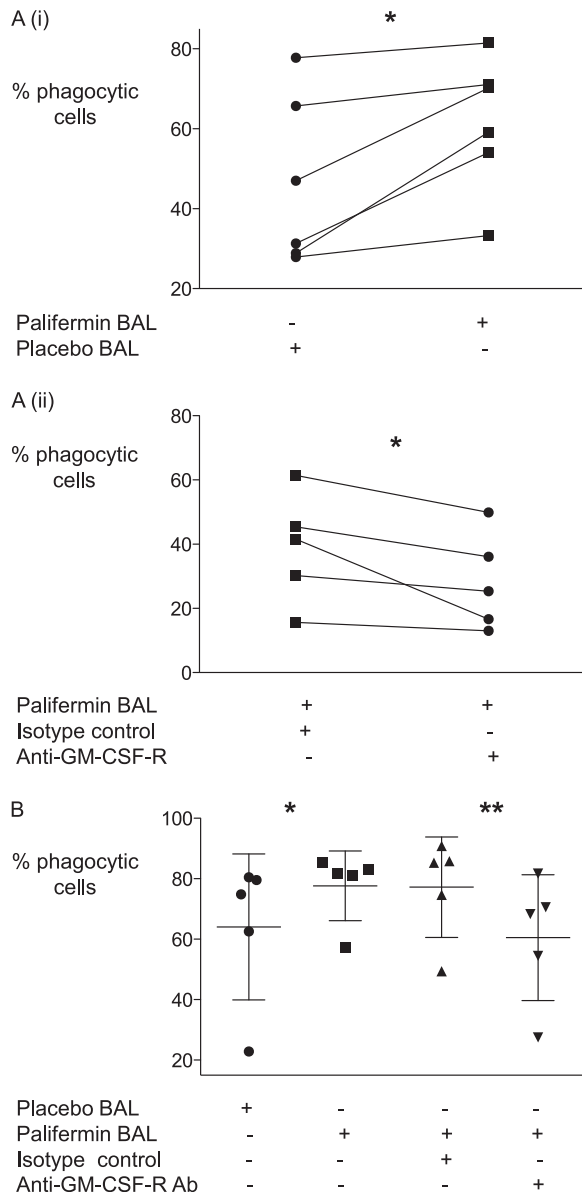 A (i)
*
80
% phagocytic
cells
60
40
20
Palifermin BAL - +
Placebo BAL + -
A (ii)
80
*
% phagocytic
cells
60
40
20
0
Palifermin BAL + +
Isotype control + -
Anti-GM-CSF-R - +
B
100
* **
% phagocytic
cells
80
60
40
20
Placebo BAL + - - -
Palifermin BAL - + + +
Isotype control - - + -
Anti-GM-CSF-R Ab - - - +